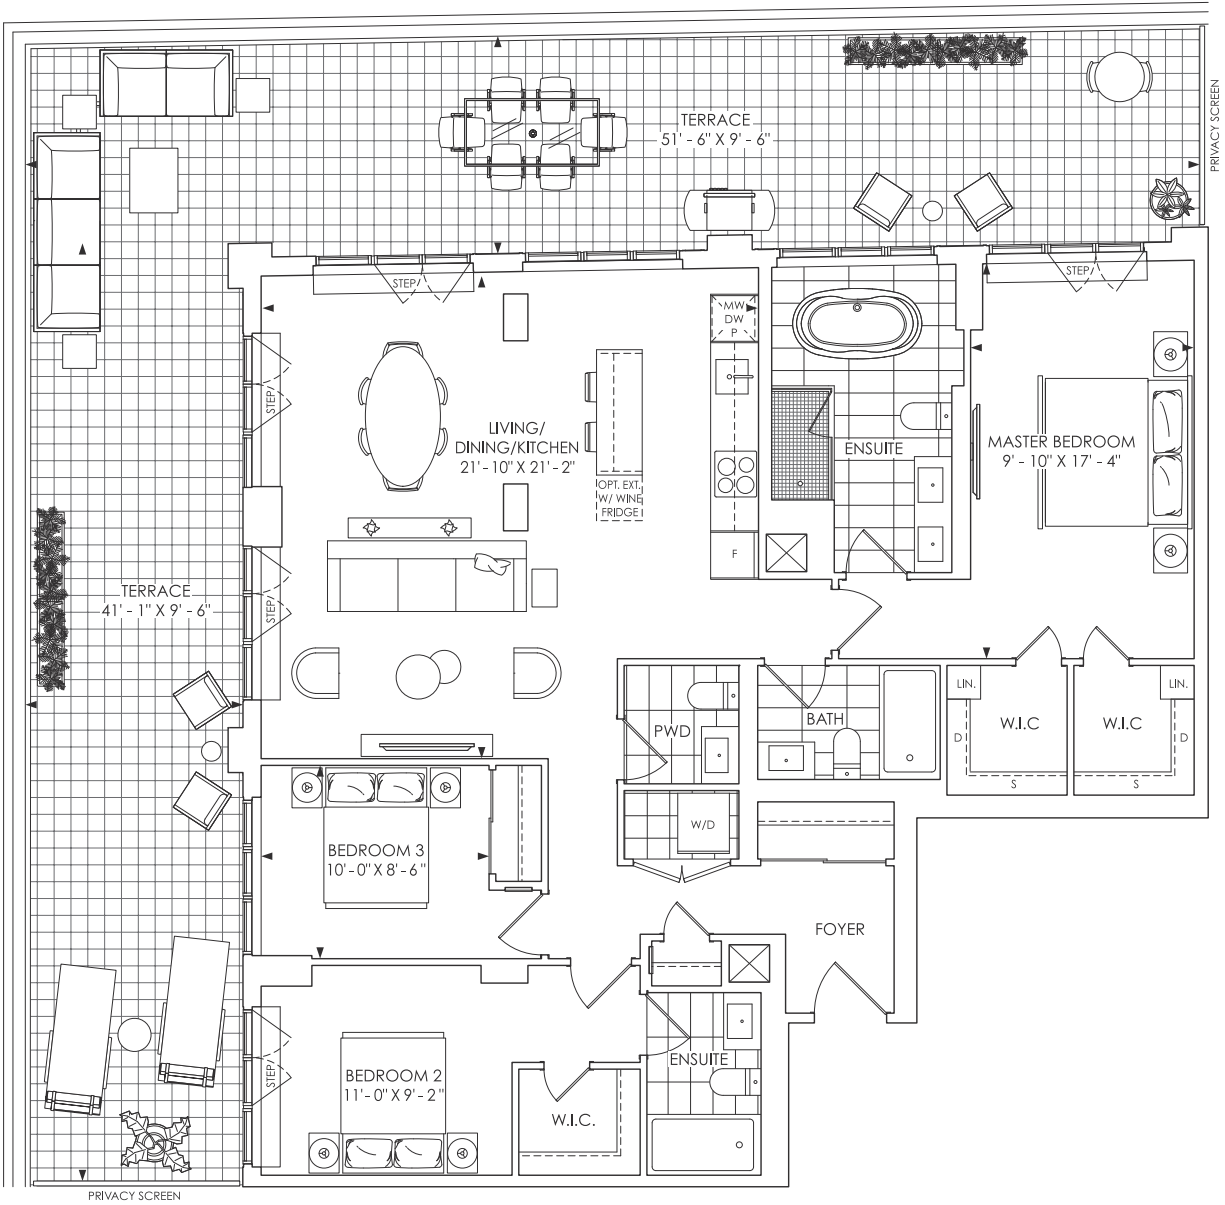 TERRACE
51' - 6" X 9' - 6"
PRIVACY SCREEN
STEP
STEP
MW
DW
P
STEP
LIVING/
DINING/KITCHEN
21' - 10" X 21' - 2"
ENSUITE
MASTER BEDROOM
9' - 10" X 17' - 4"
OPT. EXT.
W/ WINE
FRIDGE
F
TERRACE
41' - 1" X 9' - 6"
STEP
LIN.
LIN.
PWD
BATH
W.I.C
W.I.C
D
D
S
S
W/D
BEDROOM 3
10' - 0" X 8' - 6"
FOYER
STEP
ENSUITE
BEDROOM 2
11' - 0" X 9' - 2"
W.I.C.
PRIVACY SCREEN